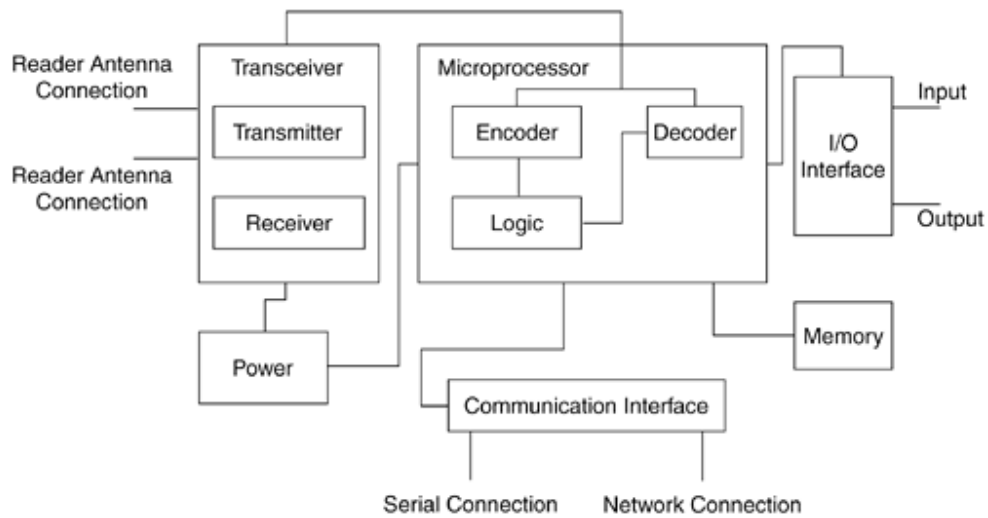 Reader Antenna
Connection
Reader Antenna
Connection
Transceiver
Transmitter
Receiver
Microprocessor
Encoder
Decoder
Logic
I/O
Interface
Input
Output
Power
Memory
Communication Interface
Serial Connection
Network Connection